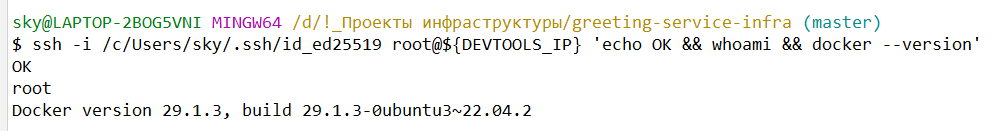 sky@LAPTOP-2BOG5VNI MINGW64 /d/!_Проекты инфраструктуры/greeting-service-infra (master)
$ ssh -i /c/Users/sky/.ssh/id_ed25519 root@${DEVTOOLS_IP} 'echo OK && whoami && docker --version'
OK
root
Docker version 29.1.3, build 29.1.3-0ubuntu3~22.04.2